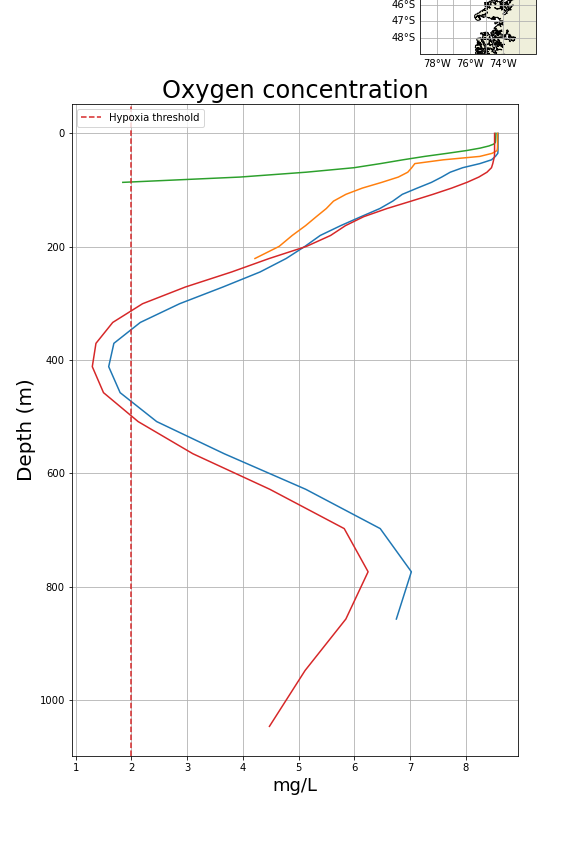 46°S
47°S
48°S
78°W 76°W 74°W
Oxygen concentration
Hypoxia threshold
0
200
400
600
800
1000
Depth (m)
1 2 3 4 5 6 7 8
mg/L